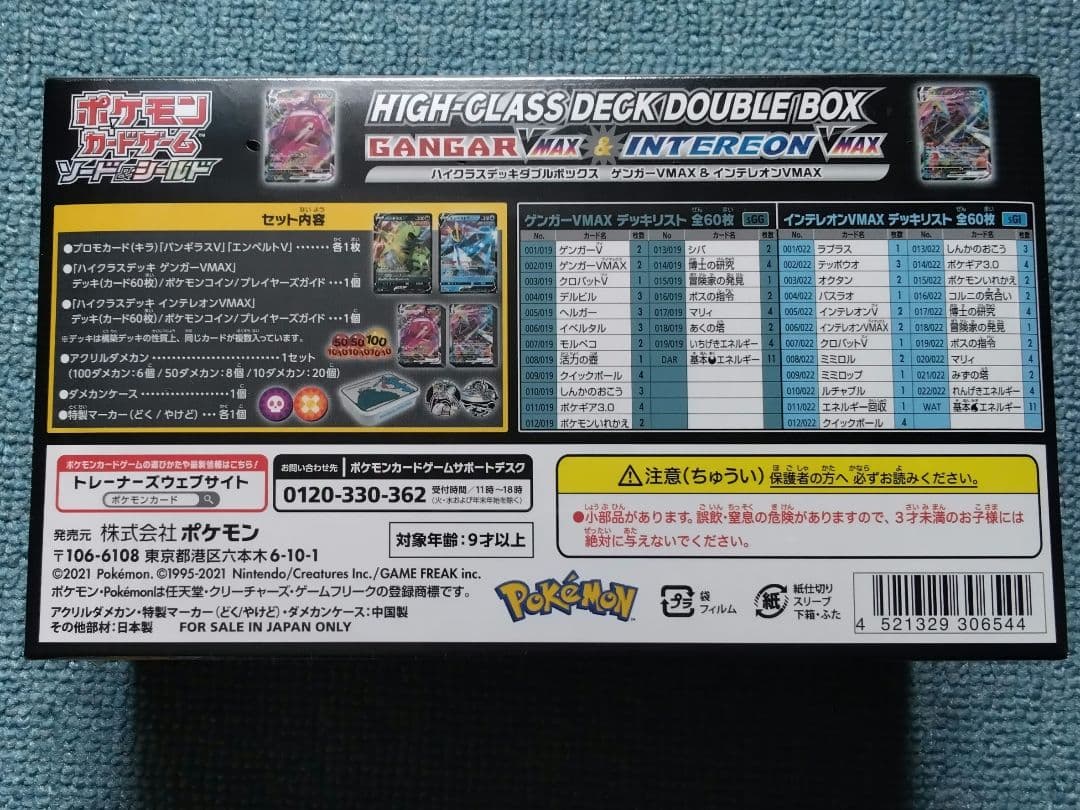 ポケモン
カードゲーム
ソード&シールド
HIGH-CLASS DECK DOUBLE BOX
GANGAR VMAX & INTEREON VMAX
ハイクラスデッキダブルボックス ゲンガーVMAX & インテレオンVMAX
セット内容
●プロモカード(キラ)「バンギラスV」「エンペルトV」‥‥‥各1枚
●「ハイクラスデッキ ゲンガーVMAX」
デッキ(カード60枚)/ポケモンコイン/プレイヤーズガイド‥‥1個
●「ハイクラスデッキ インテレオンVMAX」
デッキ(カード60枚)/ポケモンコイン/プレイヤーズガイド‥‥1個
※デッキは構築デッキの性質上、同じカードが複数入っています。
●アクリルダメカン‥‥‥‥‥‥‥1セット
(100ダメカン:6個/50ダメカン:8個/10ダメカン:20個)
●ダメカンケース‥‥‥‥‥‥‥1個
●特製マーカー(どく/やけど)‥‥各1個
ゲンガーVMAX デッキリスト 全60枚 sGG
No. カード名 枚数 No. カード名 枚数
001/019 ゲンガーV 2 013/019 シバ 2
002/019 ゲンガーVMAX 2 014/019 博士の研究 4
003/019 クロバットV 1 015/019 冒険家の発見 1
004/019 デルビル 3 016/019 ボスの指令 2
005/019 ヘルガー 3 017/019 マリィ 4
006/019 イベルタル 3 018/019 あくの塔 2
007/019 モルペコ 2 019/019 いちげきエネルギー 4
008/019 活力の壺 1 DAR 基本エネルギー 11
009/019 クイックボール 4
010/019 しんかのおこう 3
011/019 ポケギア3.0 4
012/019 ポケモンいれかえ 2
インテレオンVMAX デッキリスト 全60枚 sGI
No. カード名 枚数 No. カード名 枚数
001/022 ラプラス 1 013/022 しんかのおこう 3
002/022 テッポウオ 3 014/022 ポケギア3.0 4
003/022 オクタン 2 015/022 ポケモンいれかえ 2
004/022 バスラオ 1 016/022 コルニの気合い 2
005/022 インテレオンV 2 017/022 博士の研究 4
006/022 インテレオンVMAX 2 018/022 冒険家の発見 1
007/022 クロバットV 1 019/022 ボスの指令 2
008/022 ミミロル 2 020/022 マリィ 4
009/022 ミミロップ 2 021/022 みずの塔 2
010/022 ルチャブル 1 022/022 れんげきエネルギー 4
011/022 エネルギー回収 1 WAT 基本エネルギー 11
012/022 クイックボール 4
ポケモンカードゲームの遊びかたや最新情報はこちら!
トレーナーズウェブサイト
ポケモンカード
お問い合わせ先 ポケモンカードゲームサポートデスク
0120-330-362 受付時間/11時〜18時
(火・水および年末年始を除く)
発売元 株式会社 ポケモン
〒106-6108 東京都港区六本木6-10-1
対象年齢:9才以上
©2021 Pokémon. ©1995-2021 Nintendo/Creatures Inc./GAME FREAK inc.
ポケモン・Pokémonは任天堂・クリーチャーズ・ゲームフリークの登録商標です。
アクリルダメカン・特製マーカー(どく/やけど)・ダメカンケース:中国製
その他部材:日本製 FOR SALE IN JAPAN ONLY
注意(ちゅうい) 保護者の方へ 必ずお読みください。
●小部品があります。誤飲・窒息の危険がありますので、3才未満のお子様には
絶対に与えないでください。
POKéMON
プラ
袋
フィルム
紙
紙仕切り
スリーブ
下箱・ふた
4 521329 306544